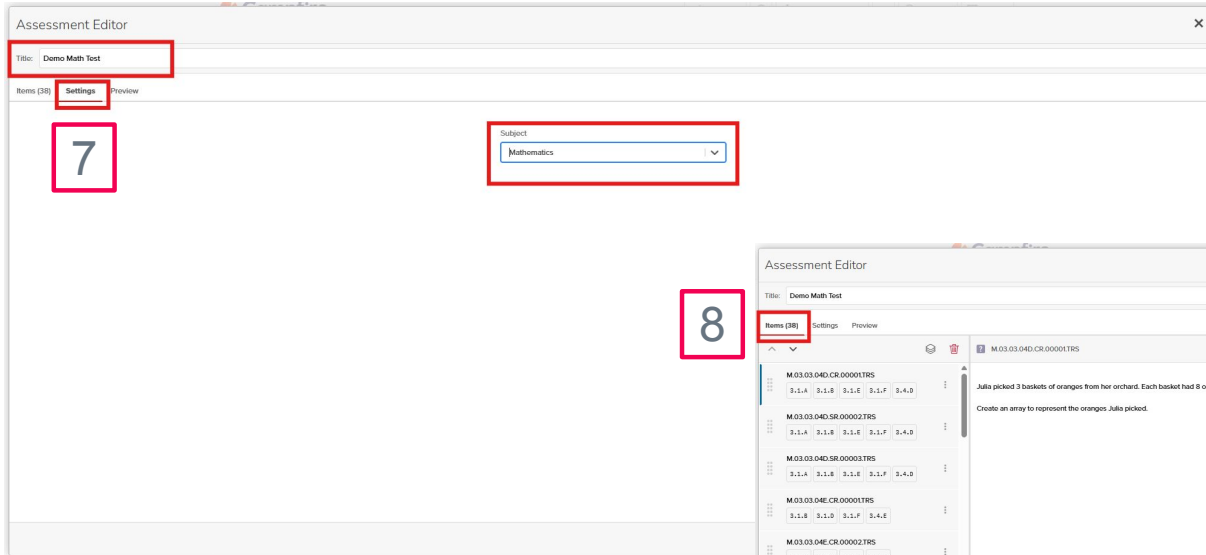 Assessment Editor
×
Title: Demo Math Test
Items (38) Settings Preview
7
Subject
Mathematics
8
Assessment Editor
Title: Demo Math Test
Items (38) Settings Preview
M.03.03.04D.CR.00001.TRS
3.1.A 3.1.B 3.1.E 3.1.F 3.4.D
M.03.03.04D.SR.00002.TRS
3.1.A 3.1.B 3.1.E 3.1.F 3.4.D
M.03.03.04D.SR.00003.TRS
3.1.A 3.1.B 3.1.E 3.1.F 3.4.D
M.03.03.04E.CR.00001.TRS
3.1.B 3.1.D 3.1.F 3.4.E
M.03.03.04E.CR.00002.TRS
? M.03.03.04D.CR.00001.TRS
Julia picked 3 baskets of oranges from her orchard. Each basket had 8 o
Create an array to represent the oranges Julia picked.